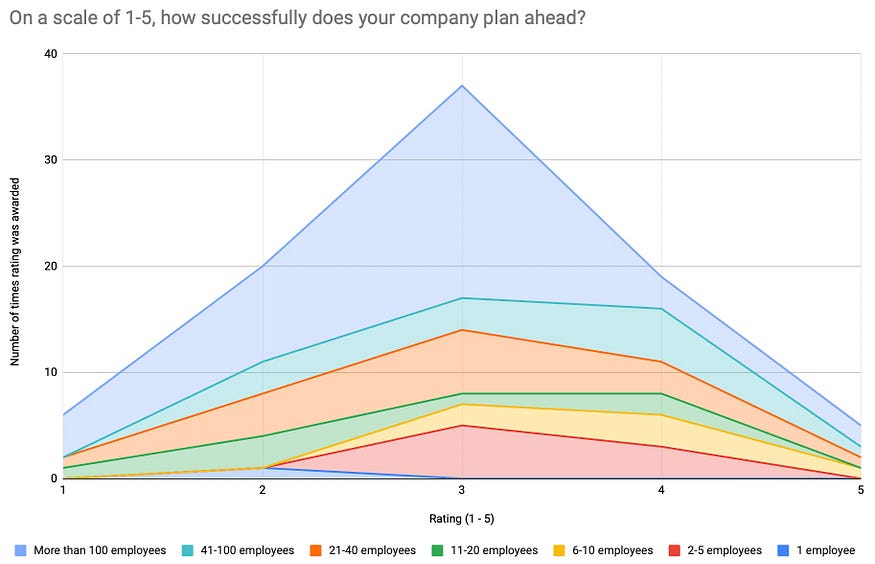 On a scale of 1-5, how successfully does your company plan ahead?
40
30
20
10
0
Number of times rating was awarded
1 2 3 4 5
Rating (1 - 5)
More than 100 employees 41-100 employees 21-40 employees 11-20 employees 6-10 employees 2-5 employees 1 employee